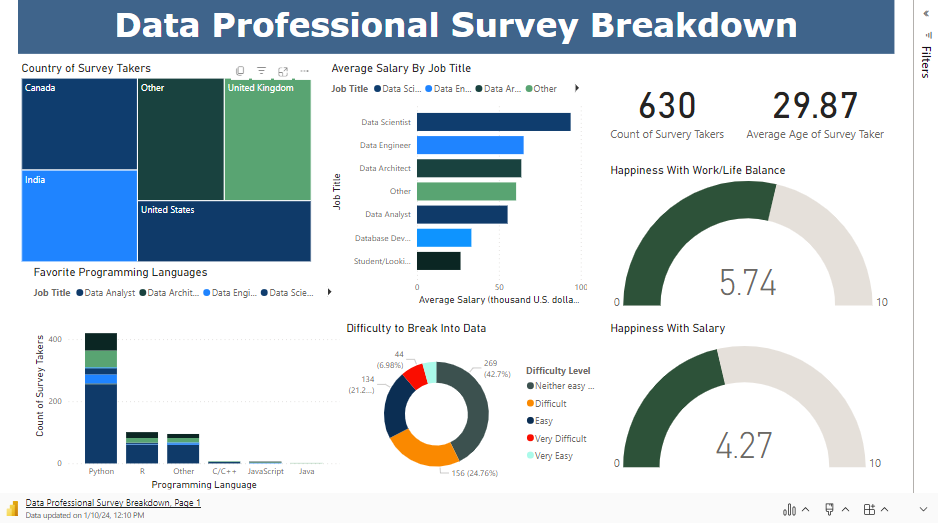 Data Professional Survey Breakdown
Filters
Country of Survey Takers
Canada
Other
United Kingdom
India
United States
Average Salary By Job Title
Job Title Data Sci... Data En... Data Ar... Other
Job Title
Data Scientist
Data Engineer
Data Architect
Other
Data Analyst
Database Dev...
Student/Looki...
0 50 100
Average Salary (thousand U.S. dolla...
630
Count of Survery Takers
29.87
Average Age of Survey Taker
Happiness With Work/Life Balance
5.74
0 10
Favorite Programming Languages
Job Title Data Analyst Data Archit... Data Engi... Data Scie...
Count of Survey Takers
400
200
0
Python R Other C/C++ JavaScript Java
Programming Language
Difficulty to Break Into Data
44
(6.98%)
269
(42.7%)
134
(21.2...)
156 (24.76%)
Difficulty Level
Neither easy ...
Difficult
Easy
Very Difficult
Very Easy
Happiness With Salary
4.27
0 10
Data Professional Survey Breakdown, Page 1
Data updated on 1/10/24, 12:10 PM